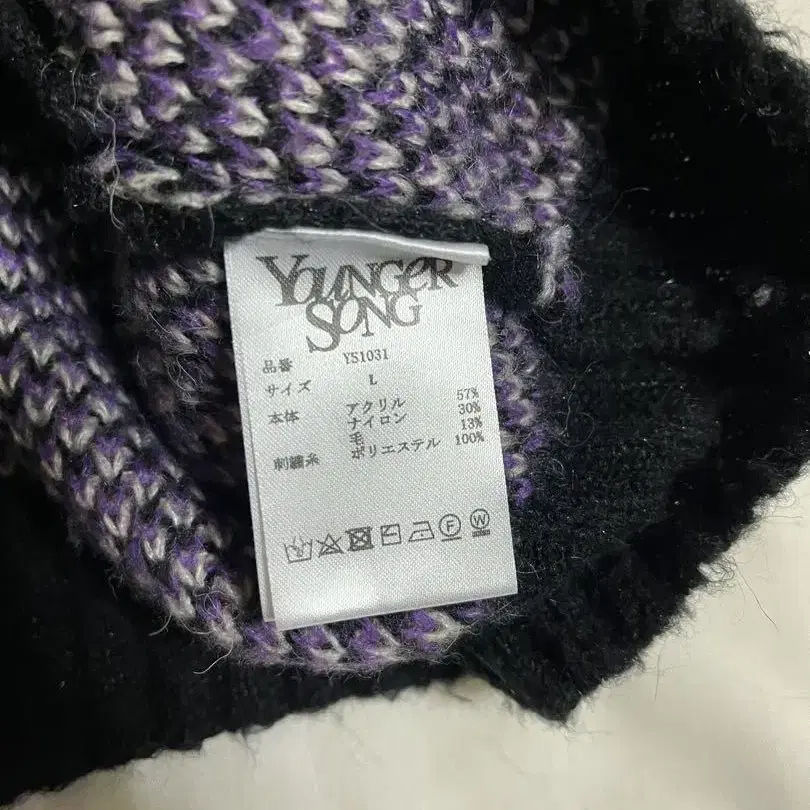 YOUNGER
SONG
品番 YS1031
サイズ L
本体 アクリル 57%
ナイロン 30%
毛 13%
刺繍糸 ポリエステル 100%
F W